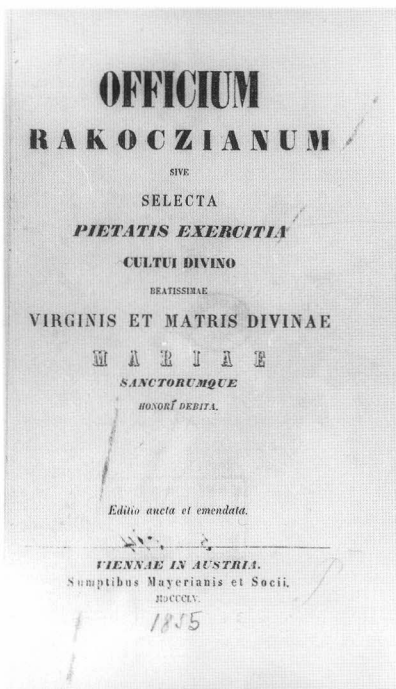 OFFICIUM
RAKOCZIANUM
SIVE
SELECTA
PIETATIS EXERCITIA
CULTUI DIVINO
BEATISSIMAE
VIRGINIS ET MATRIS DIVINAE
MARIAE
SANCTORUMQUE
HONORI DEBITA.
Editio aucta et emendata.
VIENNAE IN AUSTRIA.
Sumptibus Mayerianis et Socii.
MDCCCLV.
1855